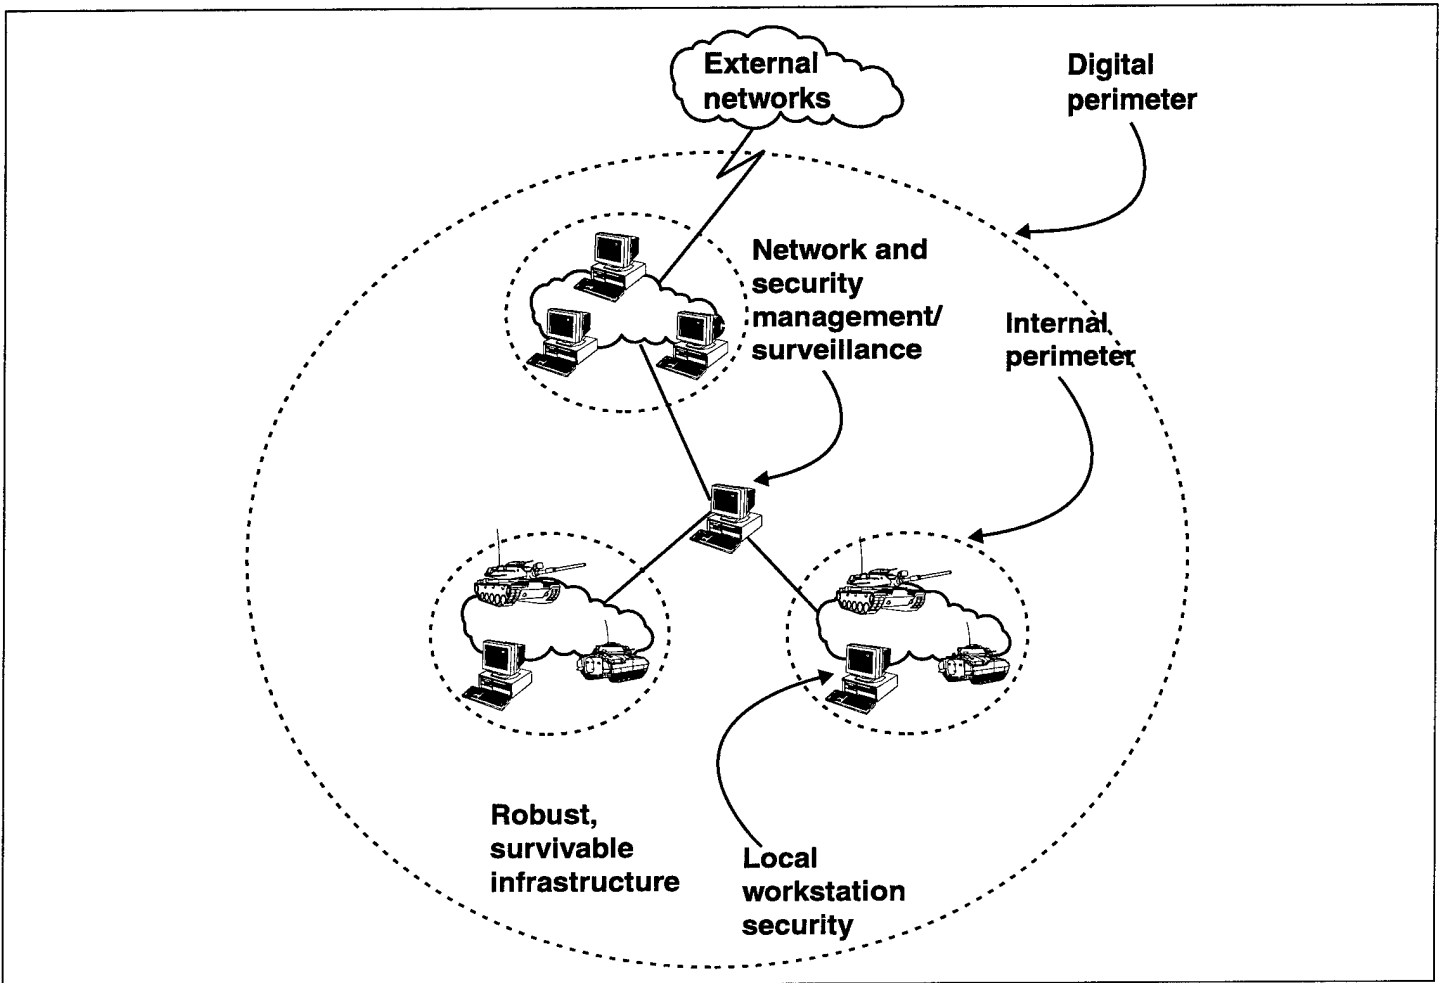 External
networks
Digital
perimeter
Network and
security
management/
surveillance
Internal
perimeter
Robust,
survivable
infrastructure
Local
workstation
security